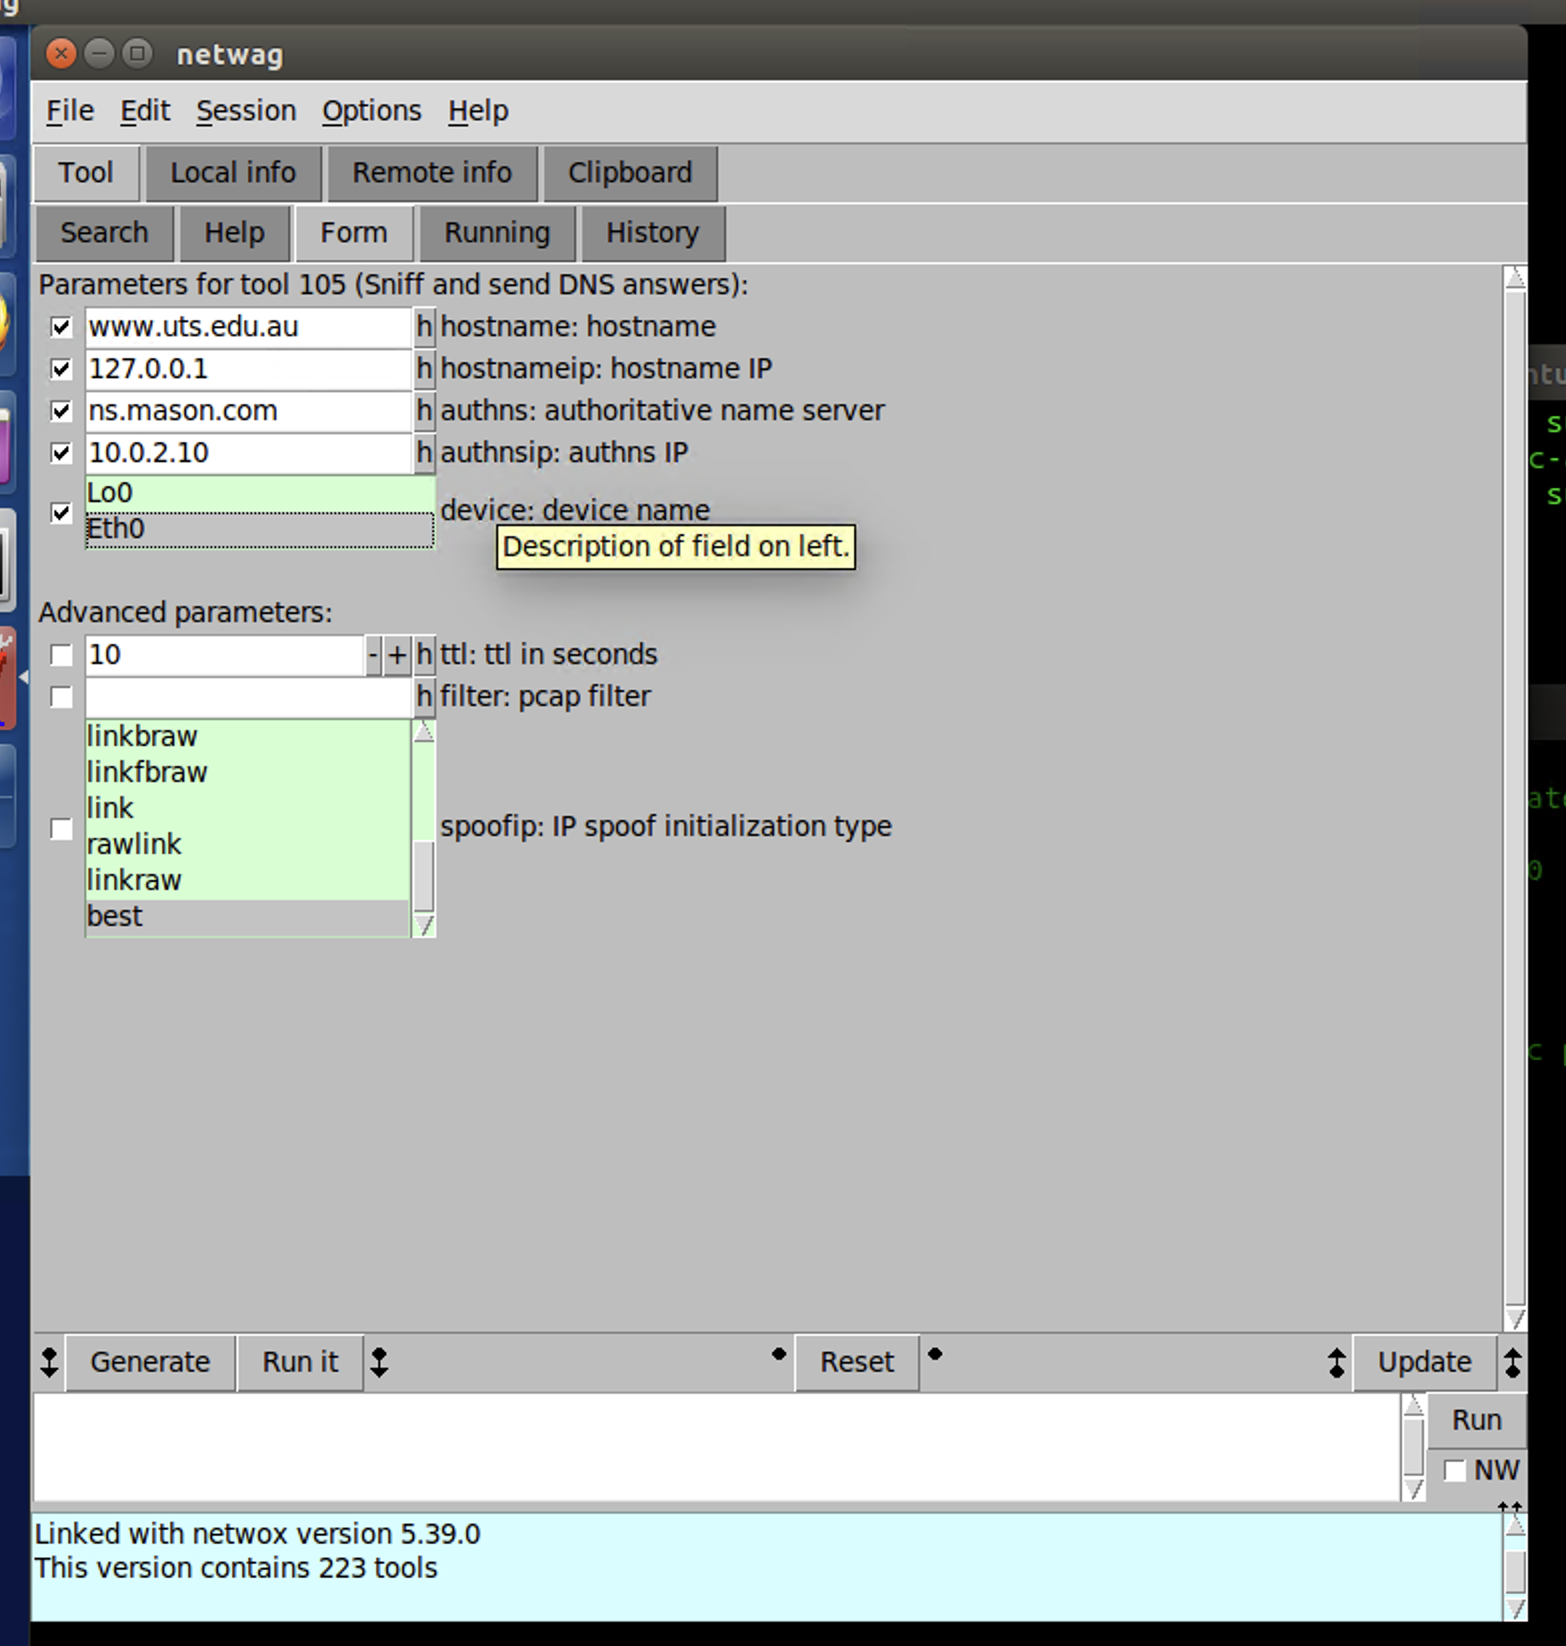 netwag
File Edit Session Options Help
Tool Local info Remote info Clipboard
Search Help Form Running History
Parameters for tool 105 (Sniff and send DNS answers):
www.uts.edu.au h hostname: hostname
127.0.0.1 h hostnameip: hostname IP
ns.mason.com h authns: authoritative name server
10.0.2.10 h authnsip: authns IP
Lo0
Eth0
device: device name
Description of field on left.
Advanced parameters:
10 - + h ttl: ttl in seconds
h filter: pcap filter
linkbraw
linkfbraw
link
rawlink
linkraw
best
spoofip: IP spoof initialization type
Generate Run it Reset Update
Run
NW
Linked with netwox version 5.39.0
This version contains 223 tools